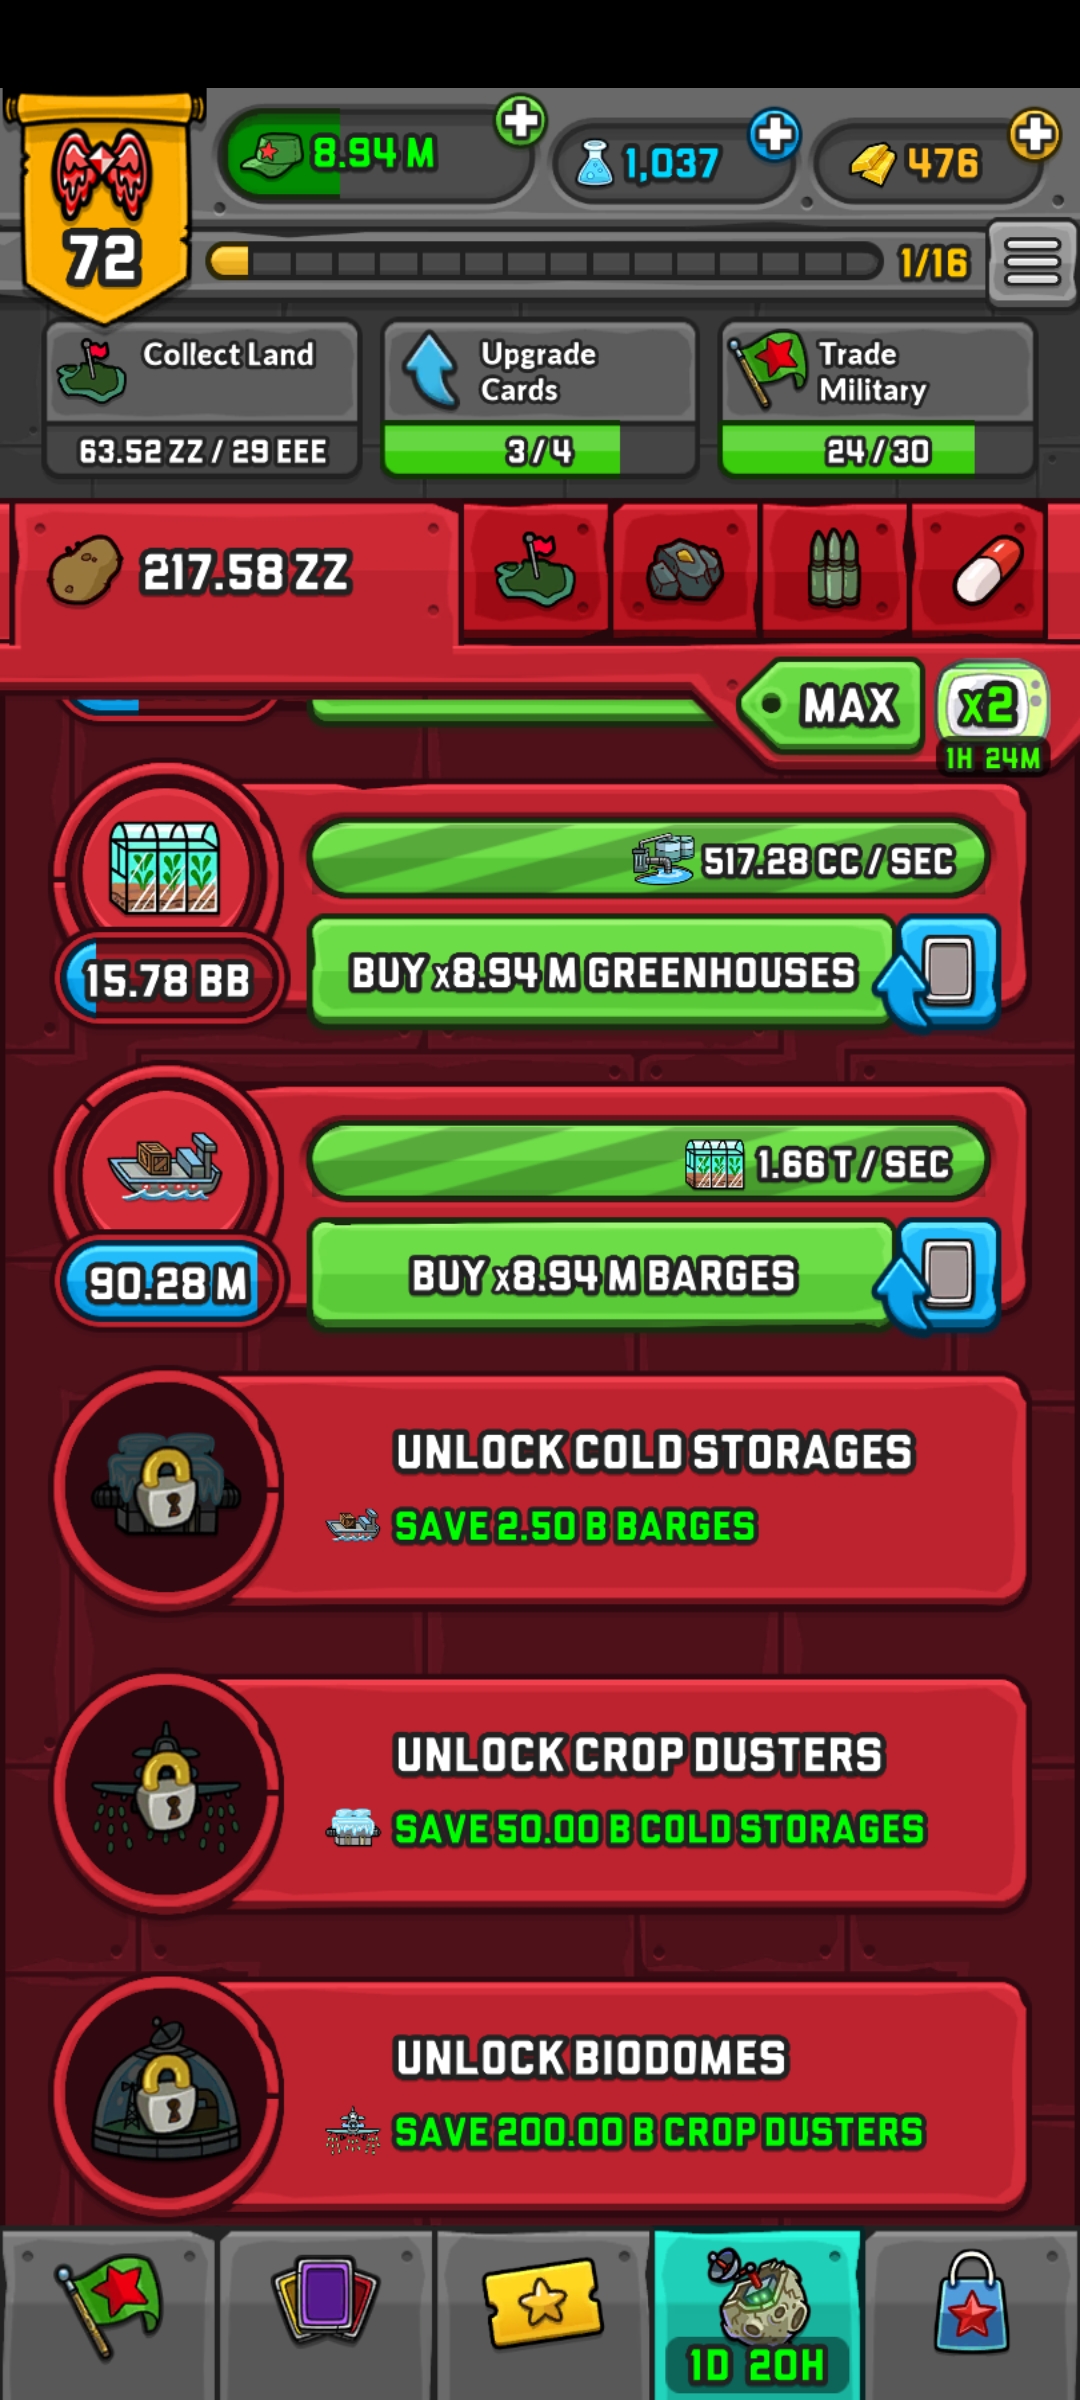 8.94 M
1,037
476
72
1/16
Collect Land
63.52 ZZ / 29 EEE
Upgrade
Cards
3/4
Trade
Military
24/30
217.58 ZZ
MAX
x2
1H 24M
517.28 CC / SEC
15.78 BB
BUY x8.94 M GREENHOUSES
1.66 T / SEC
90.28 M
BUY x8.94 M BARGES
UNLOCK COLD STORAGES
SAVE 2.50 B BARGES
UNLOCK CROP DUSTERS
SAVE 50.00 B COLD STORAGES
UNLOCK BIODOMES
SAVE 200.00 B CROP DUSTERS
1D 20H